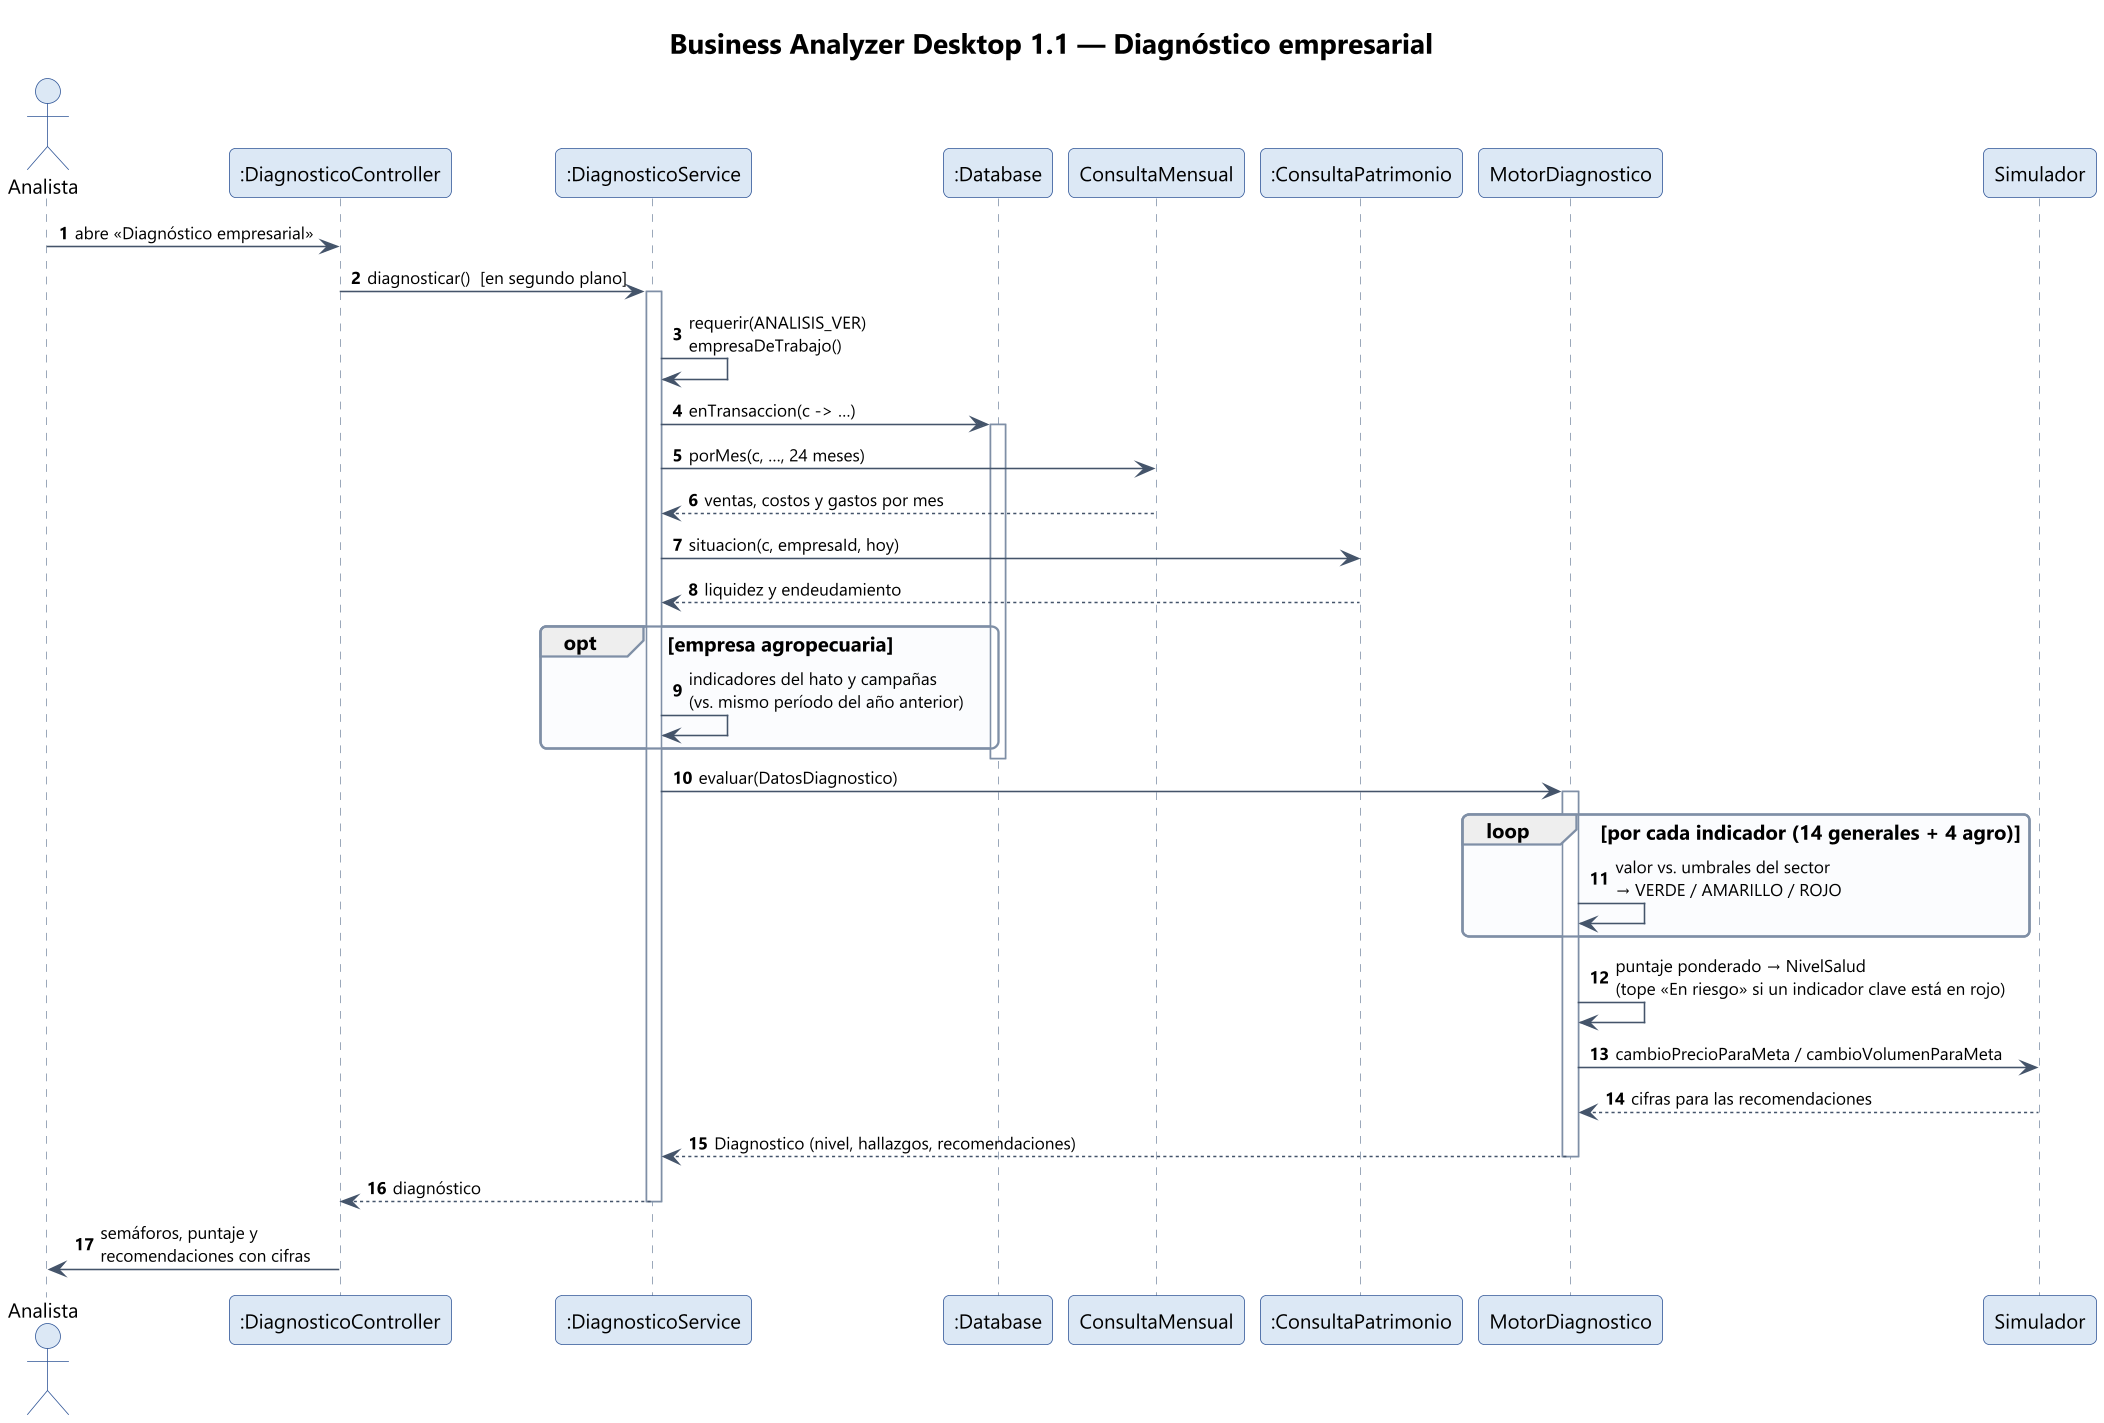 Business Analyzer Desktop 1.1 — Diagnóstico empresarial
Analista
:DiagnosticoController
:DiagnosticoService
:Database
ConsultaMensual
:ConsultaPatrimonio
MotorDiagnostico
Simulador
1 abre «Diagnóstico empresarial»
2 diagnosticar()  [en segundo plano]
3 requerir(ANALISIS_VER)
empresaDeTrabajo()
4 enTransaccion(c -> ...)
5 porMes(c, ..., 24 meses)
6 ventas, costos y gastos por mes
7 situacion(c, empresaId, hoy)
8 liquidez y endeudamiento
opt [empresa agropecuaria]
9 indicadores del hato y campañas
(vs. mismo período del año anterior)
10 evaluar(DatosDiagnostico)
loop [por cada indicador (14 generales + 4 agro)]
11 valor vs. umbrales del sector
→ VERDE / AMARILLO / ROJO
12 puntaje ponderado → NivelSalud
(tope «En riesgo» si un indicador clave está en rojo)
13 cambioPrecioParaMeta / cambioVolumenParaMeta
14 cifras para las recomendaciones
15 Diagnostico (nivel, hallazgos, recomendaciones)
16 diagnóstico
17 semáforos, puntaje y
recomendaciones con cifras
Analista
:DiagnosticoController
:DiagnosticoService
:Database
ConsultaMensual
:ConsultaPatrimonio
MotorDiagnostico
Simulador